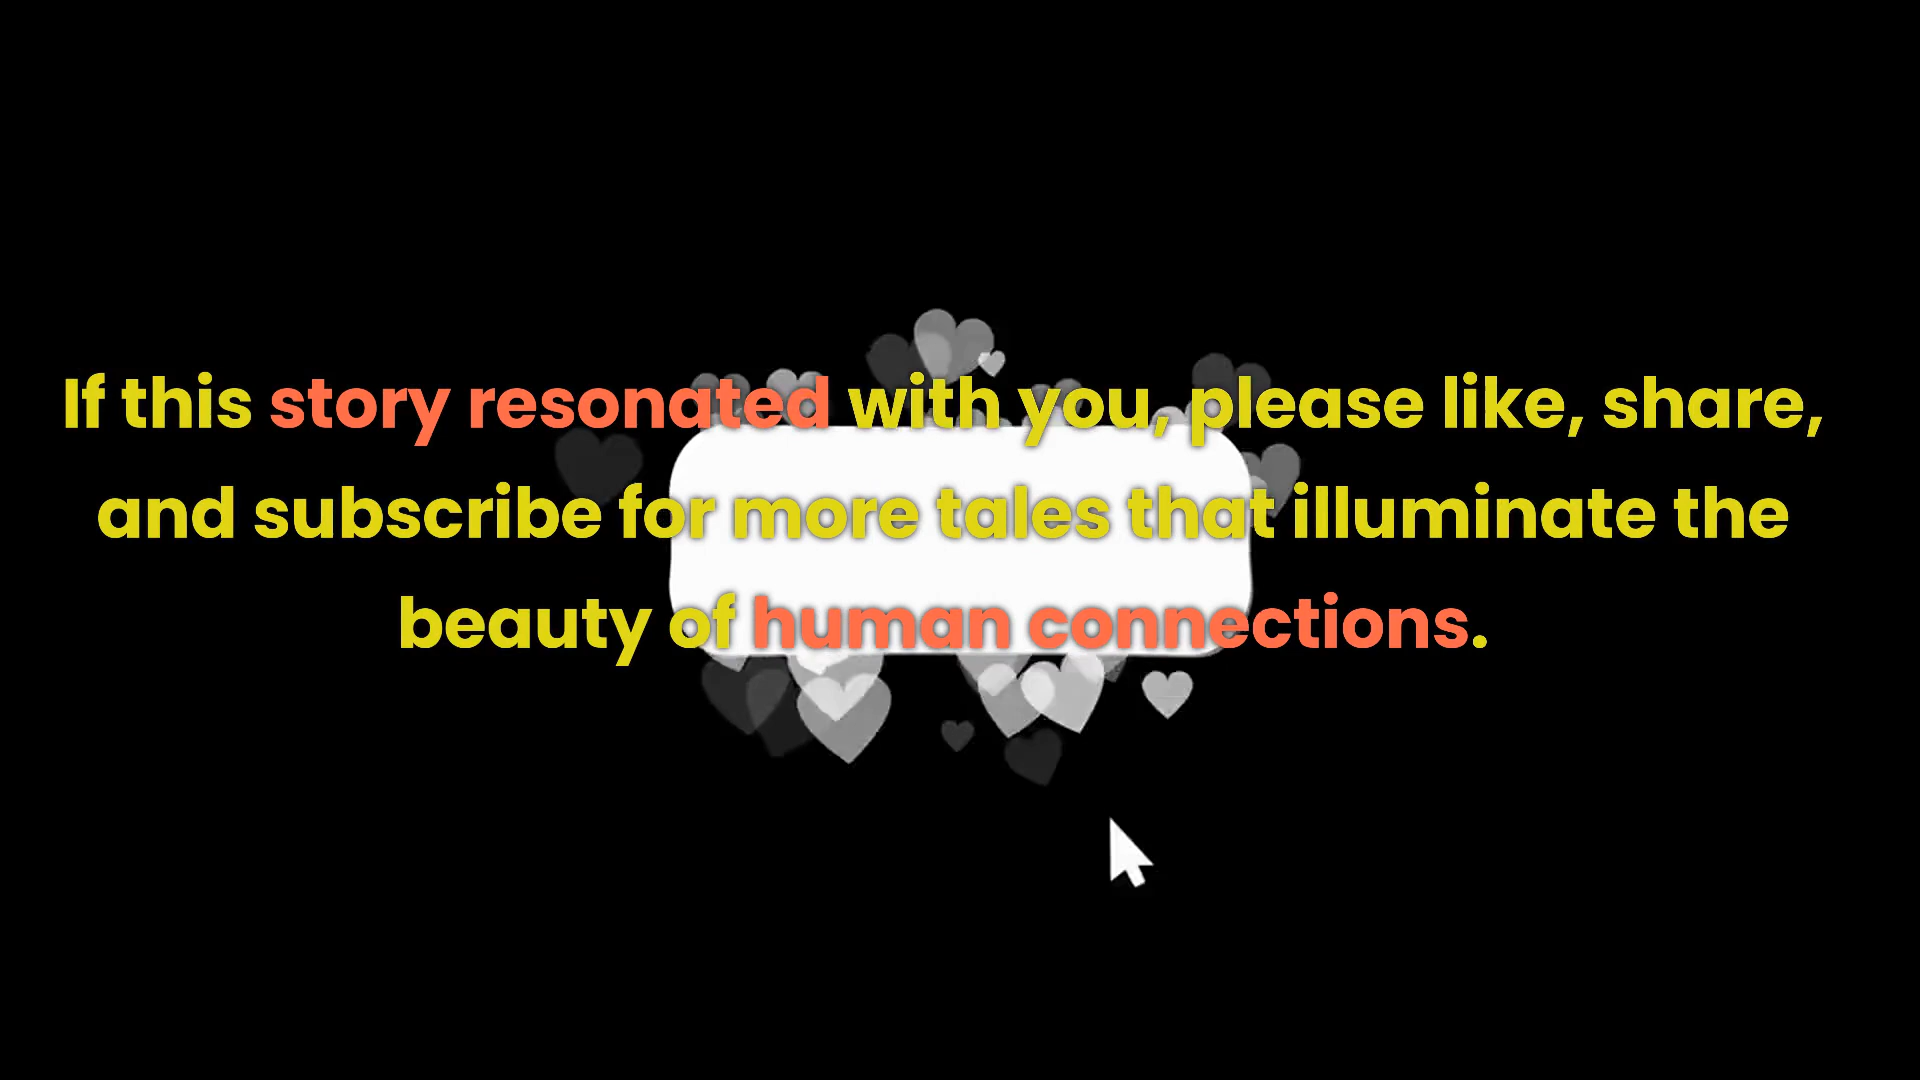 If this story resonated with you, please like, share,
and subscribe for more tales that illuminate the
beauty of human connections.